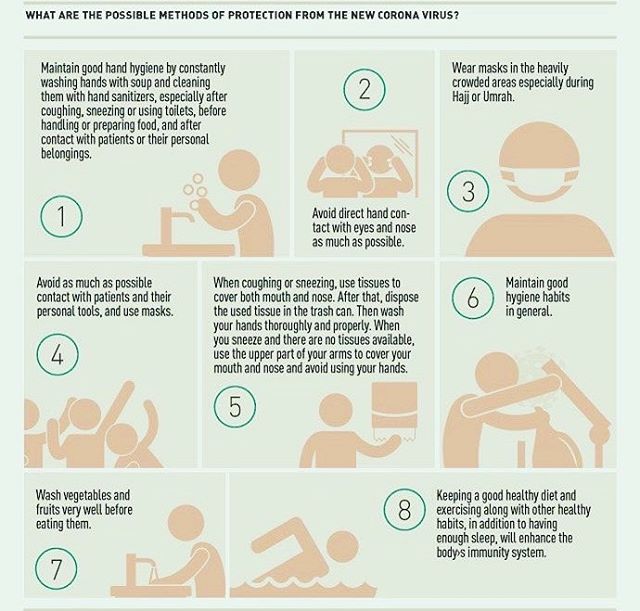 WHAT ARE THE POSSIBLE METHODS OF PROTECTION FROM THE NEW CORONA VIRUS?
Maintain good hand hygiene by constantly
washing hands with soup and cleaning
them with hand sanitizers, especially after
coughing, sneezing or using toilets, before
handling or preparing food, and after
contact with patients or their personal
belongings.
1
2
Avoid direct hand con-
tact with eyes and nose
as much as possible.
Wear masks in the heavily
crowded areas especially during
Hajj or Umrah.
3
Avoid as much as possible
contact with patients and their
personal tools, and use masks.
4
When coughing or sneezing, use tissues to
cover both mouth and nose. After that, dispose
the used tissue in the trash can. Then wash
your hands thoroughly and properly. When
you sneeze and there are no tissues available,
use the upper part of your arms to cover your
mouth and nose and avoid using your hands.
5
6
Maintain good
hygiene habits
in general.
Wash vegetables and
fruits very well before
eating them.
7
8
Keeping a good healthy diet and
exercising along with other healthy
habits, in addition to having
enough sleep, will enhance the
body›s immunity system.